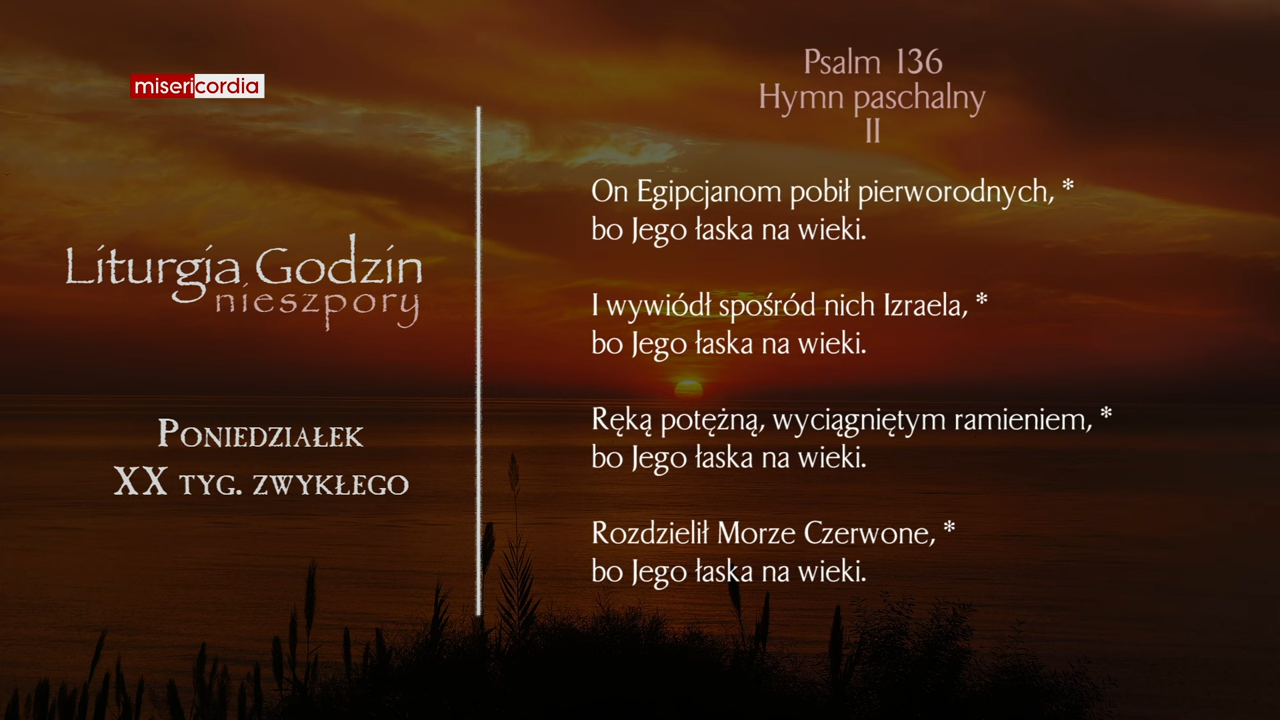 misericordia
Liturgia Godzin
nieszpory
Poniedziałek
XX tyg. zwykłego
Psalm 136
Hymn paschalny
II
On Egipcjanom pobił pierworodnych, *
bo Jego łaska na wieki.
I wywiódł spośród nich Izraela, *
bo Jego łaska na wieki.
Ręką potężną, wyciągniętym ramieniem, *
bo Jego łaska na wieki.
Rozdzielił Morze Czerwone, *
bo Jego łaska na wieki.